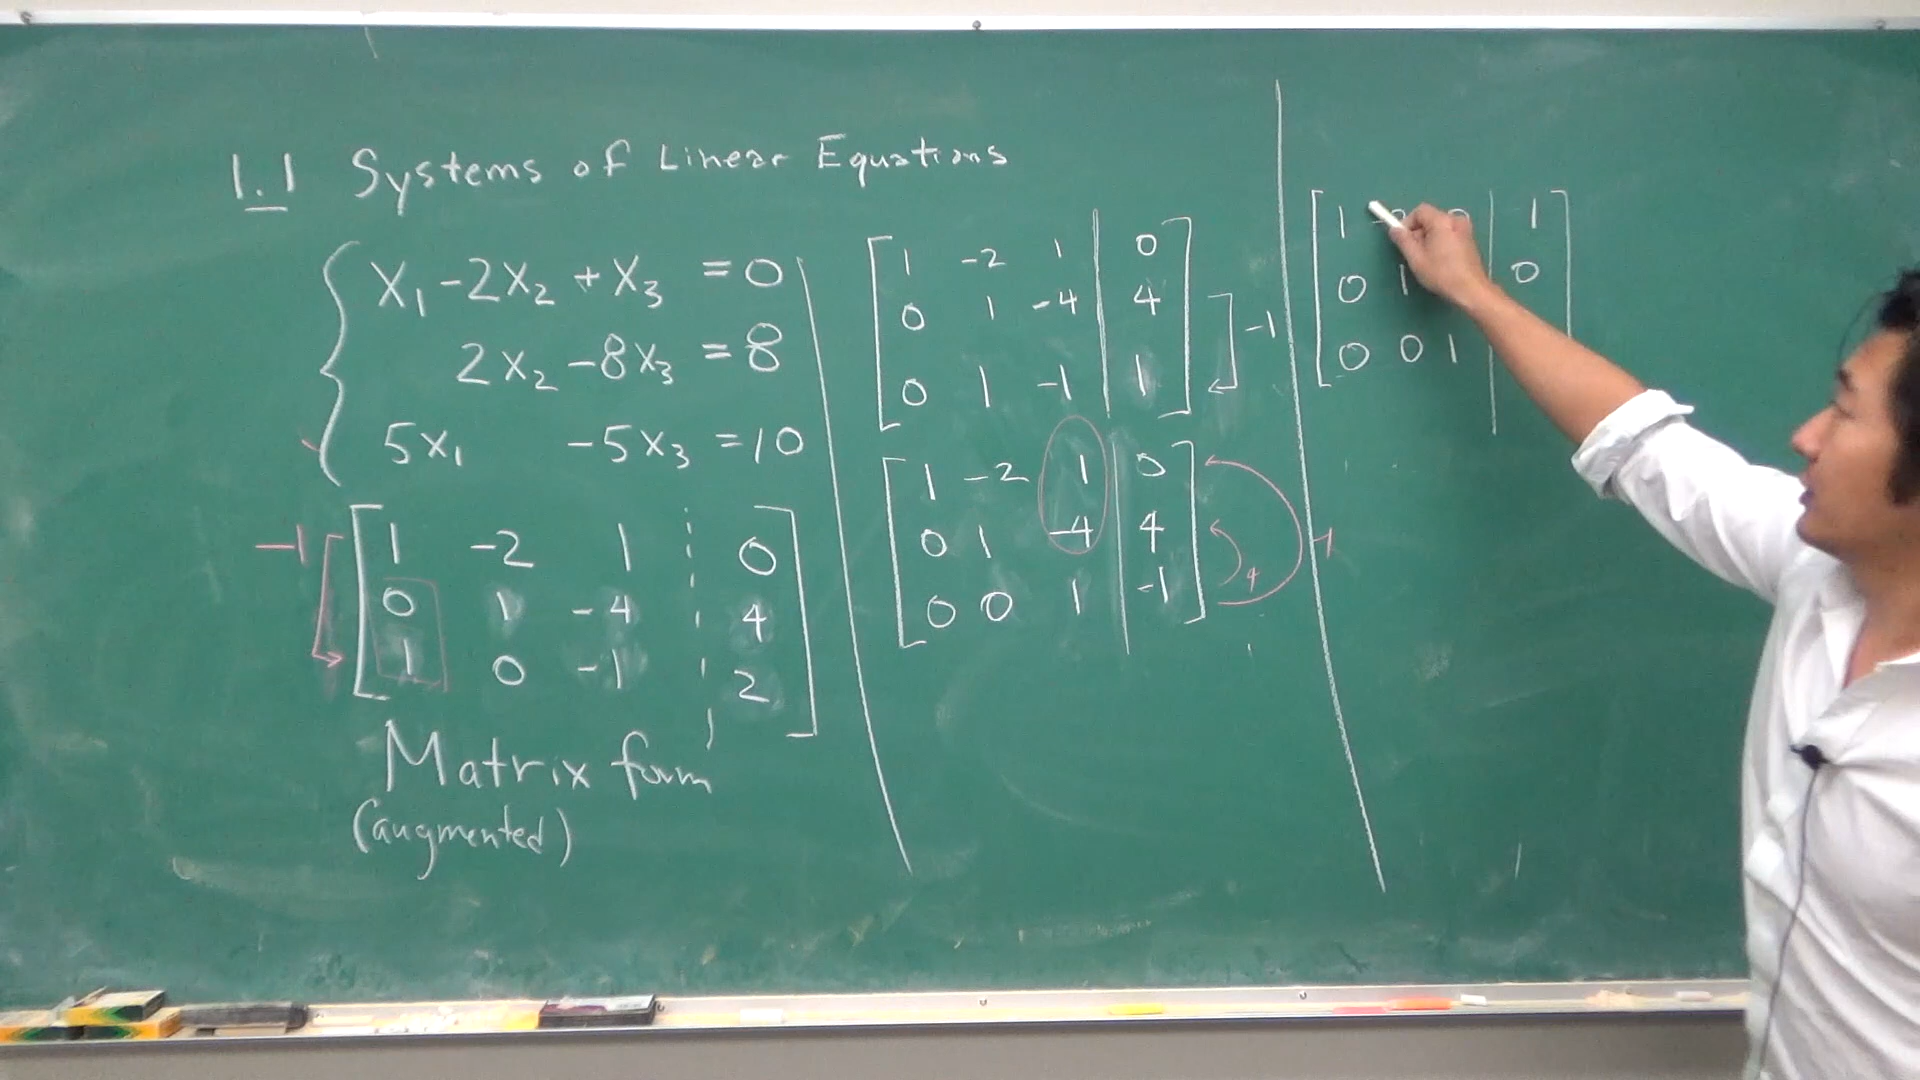 1.1 Systems of Linear Equations
x₁ - 2x₂ + x₃ = 0
2x₂ - 8x₃ = 8
5x₁ - 5x₃ = 10
-1
1 -2 1 0
0 1 -4 4
1 0 -1 2
Matrix form
(augmented)
1 -2 1 0
0 1 -4 4
0 1 -1 1
-1
1 -2 1 0
0 1 -4 4
0 0 1 -1
4
-1
1 1
0 1 0
0 0 1